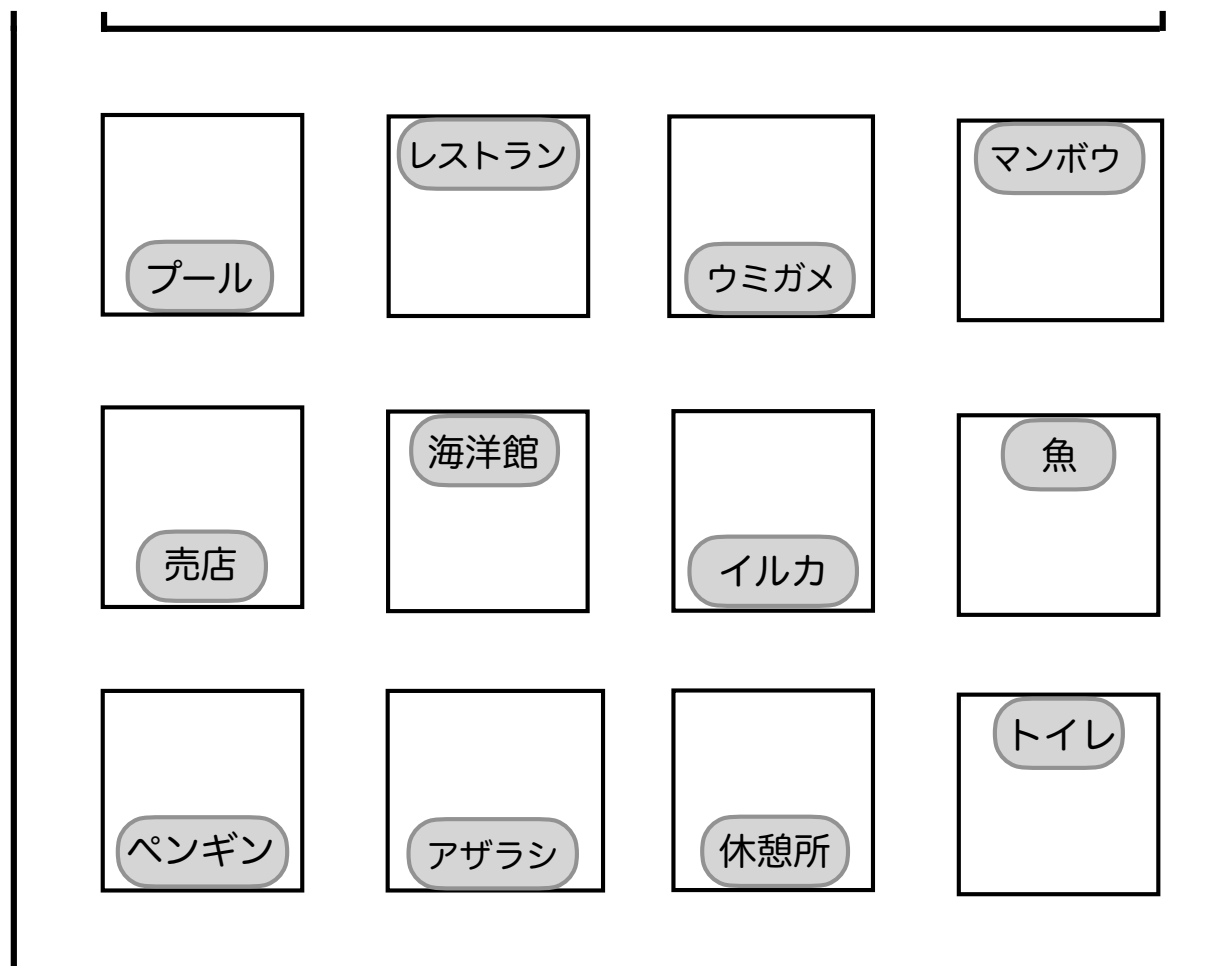 プール
レストラン
ウミガメ
マンボウ
売店
海洋館
イルカ
魚
ペンギン
アザラシ
休憩所
トイレ